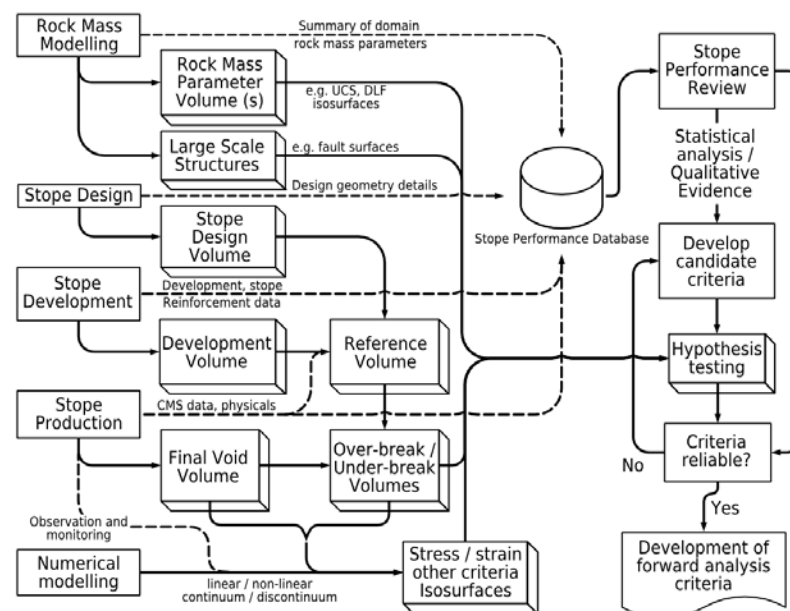 Rock Mass
Modelling
Summary of domain
rock mass parameters
Rock Mass
Parameter
Volume (s)
e.g. UCS, DLF
isosurfaces
Large Scale
Structures
e.g. fault surfaces
Stope Design
Design geometry details
Stope
Design
Volume
Stope Performance Database
Stope
Performance
Review
Statistical
analysis /
Qualitative
Evidence
Develop
candidate
criteria
Stope
Development
Development, stope
Reinforcement data
Development
Volume
Reference
Volume
Hypothesis
testing
Stope
Production
CMS data, physicals
Final Void
Volume
Over-break /
Under-break
Volumes
Criteria
reliable?
No
Yes
Observation and
monitoring
Numerical
modelling
linear / non-linear
continuum / discontinuum
Stress / strain
other criteria
Isosurfaces
Development of
forward analysis
criteria